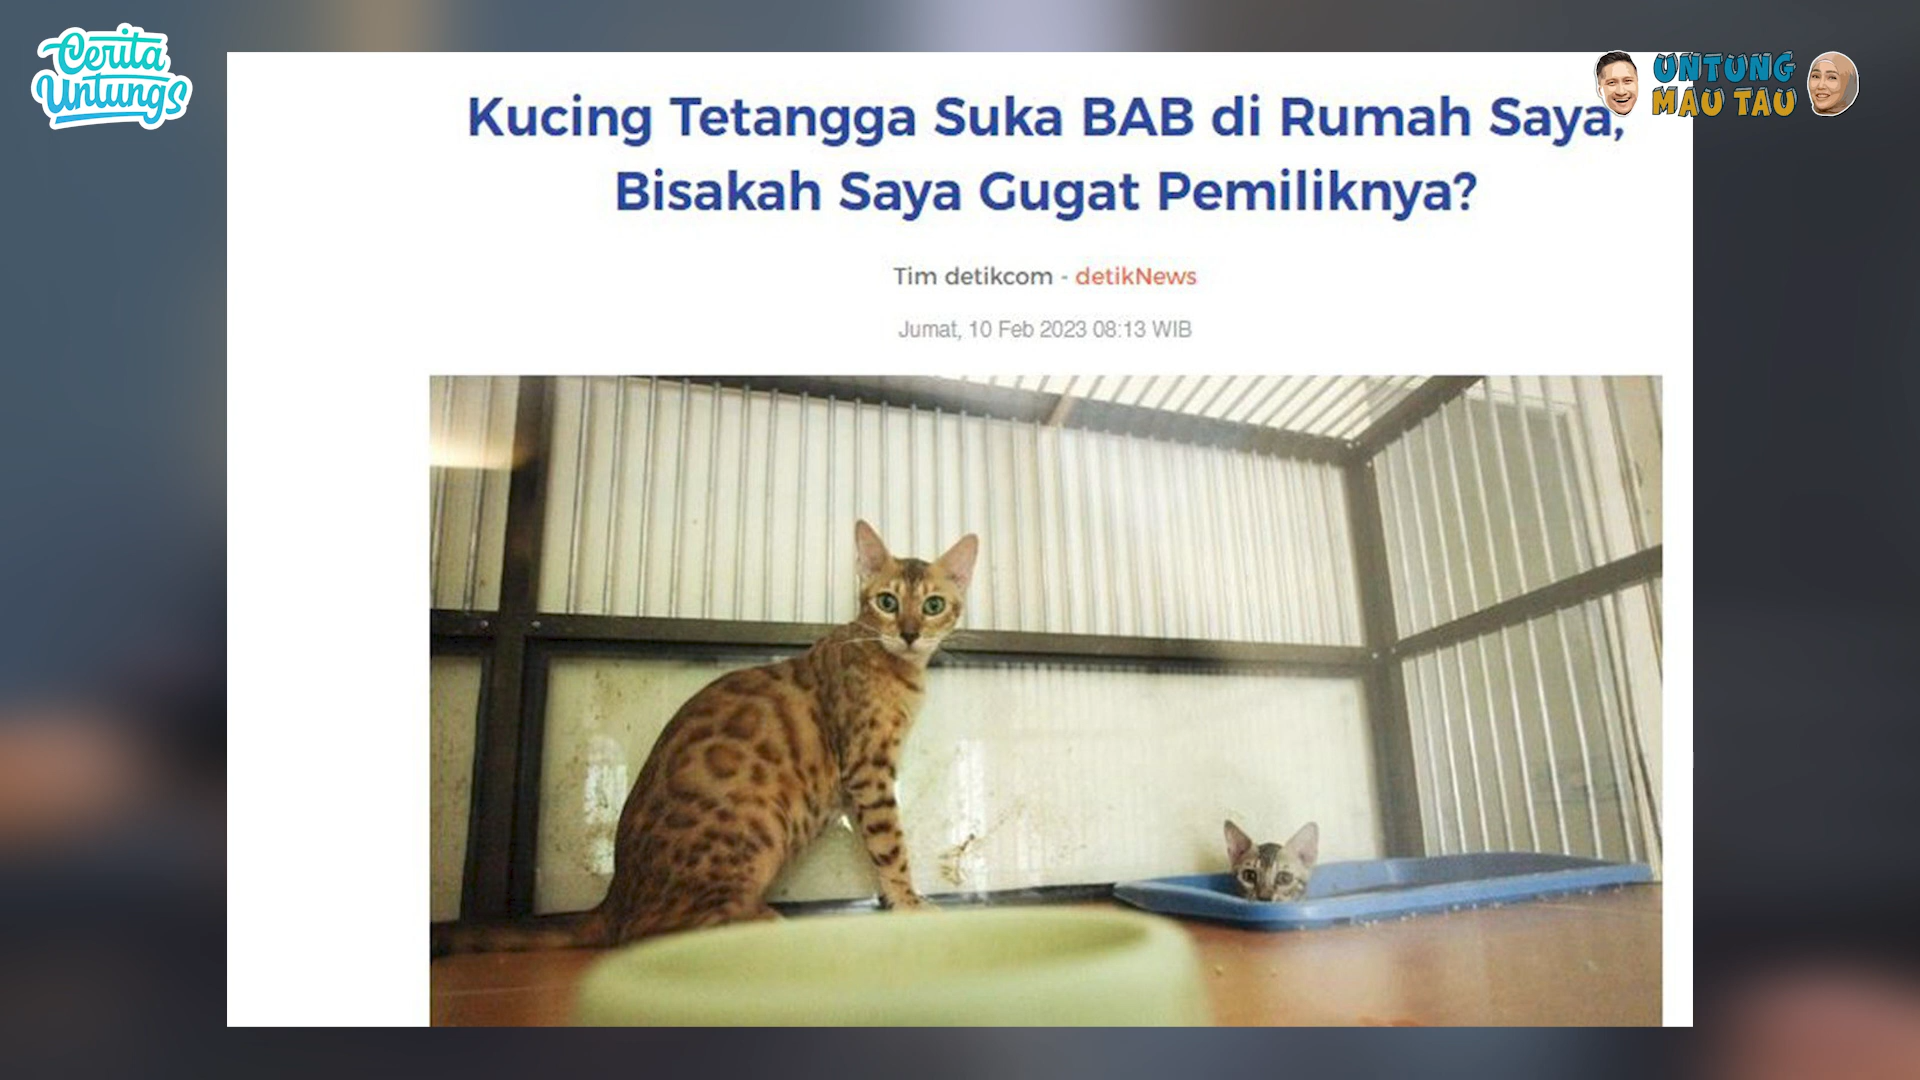 Cerita
Untungs
UNTUNG
MAU TAU
Kucing Tetangga Suka BAB di Rumah Saya,
Bisakah Saya Gugat Pemiliknya?
Tim detikcom - detikNews
Jumat, 10 Feb 2023 08:13 WIB